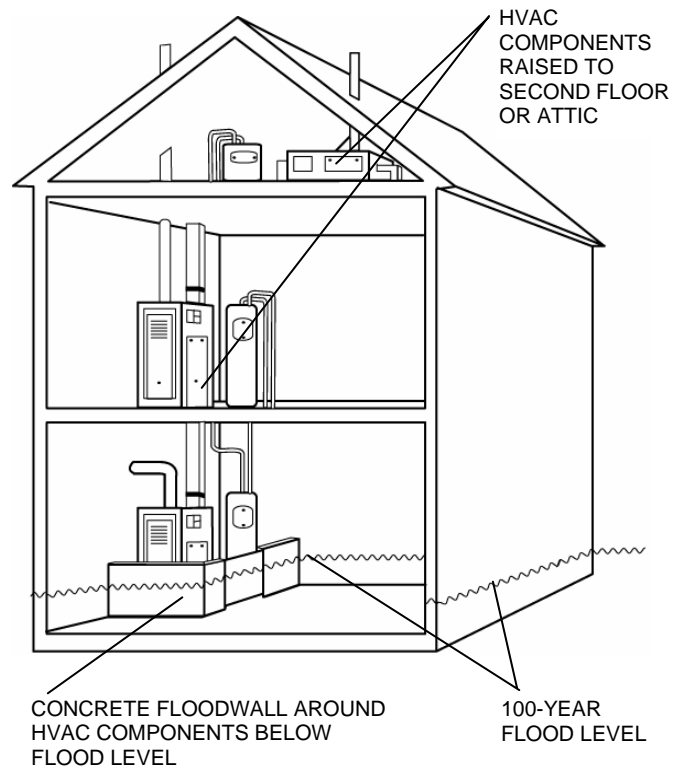 HVAC
COMPONENTS
RAISED TO
SECOND FLOOR
OR ATTIC
CONCRETE FLOODWALL AROUND
HVAC COMPONENTS BELOW
FLOOD LEVEL
100-YEAR
FLOOD LEVEL